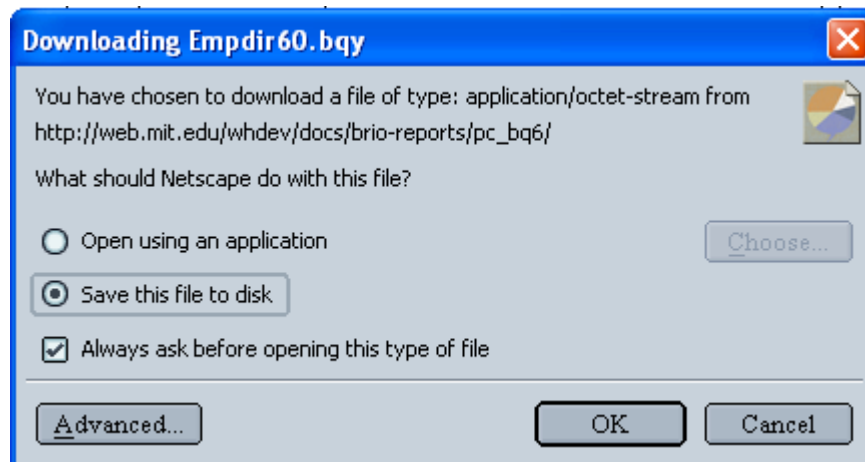 Downloading Empdir60.bqy
You have chosen to download a file of type: application/octet-stream from
http://web.mit.edu/whdev/docs/brio-reports/pc_bq6/
What should Netscape do with this file?
Open using an application
Choose...
Save this file to disk
Always ask before opening this type of file
Advanced...
OK
Cancel